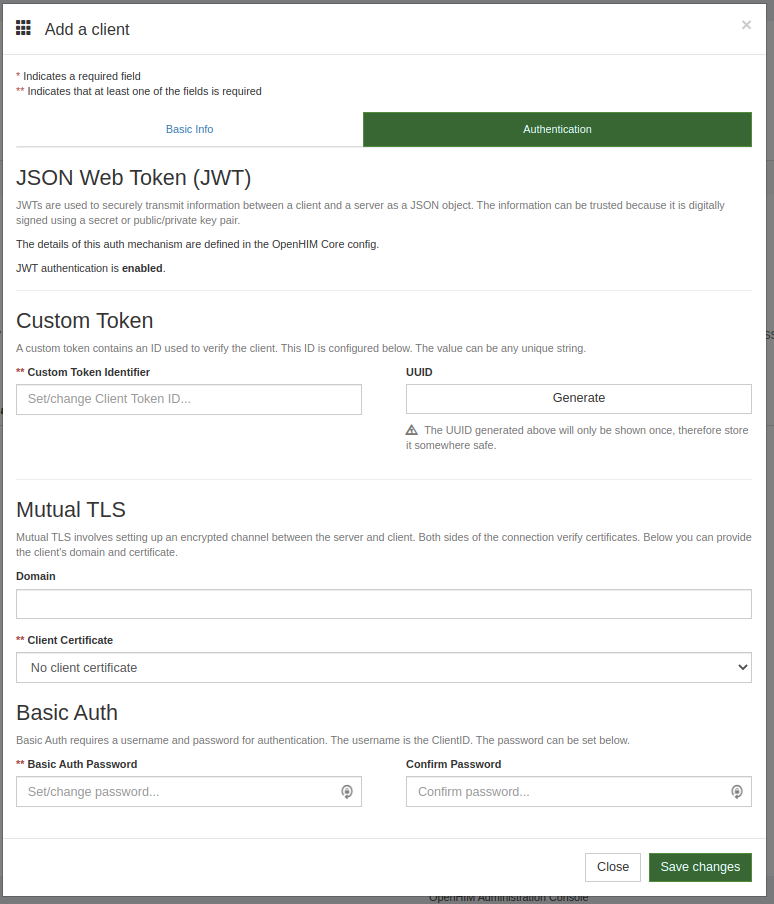 Add a client
×
* Indicates a required field
** Indicates that at least one of the fields is required
Basic Info
Authentication
JSON Web Token (JWT)
JWTs are used to securely transmit information between a client and a server as a JSON object. The information can be trusted because it is digitally
signed using a secret or public/private key pair.
The details of this auth mechanism are defined in the OpenHIM Core config.
JWT authentication is enabled.
Custom Token
A custom token contains an ID used to verify the client. This ID is configured below. The value can be any unique string.
** Custom Token Identifier
UUID
Set/change Client Token ID...
Generate
The UUID generated above will only be shown once, therefore store
it somewhere safe.
Mutual TLS
Mutual TLS involves setting up an encrypted channel between the server and client. Both sides of the connection verify certificates. Below you can provide
the client's domain and certificate.
Domain
** Client Certificate
No client certificate
Basic Auth
Basic Auth requires a username and password for authentication. The username is the ClientID. The password can be set below.
** Basic Auth Password
Confirm Password
Set/change password...
Confirm password...
Close
Save changes
OpenHIM Administration Console